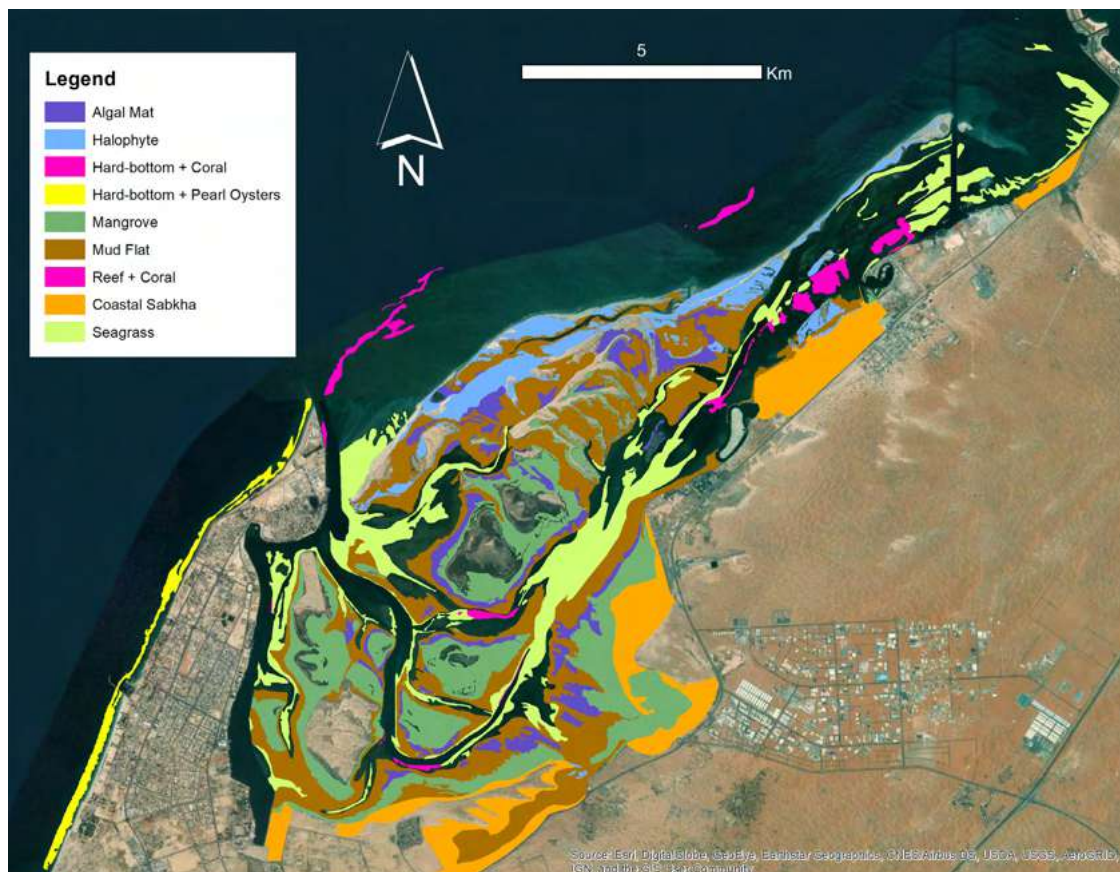 5
Km
Legend
N
Algal Mat
Halophyte
Hard-bottom + Coral
Hard-bottom + Pearl Oysters
Mangrove
Mud Flat
Reef + Coral
Coastal Sabkha
Seagrass
Source: Esri, DigitalGlobe, GeoEye, Earthstar Geographics, CNES/Airbus DS, USDA, USGS, AeroGRID,
IGN, and the GIS User Community